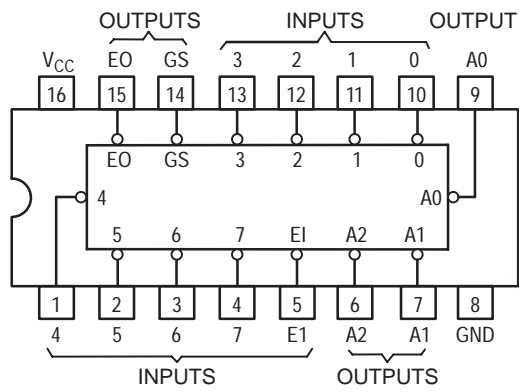 OUTPUTS INPUTS OUTPUT
VCC EO GS 3 2 1 0 A0
16 15 14 13 12 11 10 9
EO GS 3 2 1 0
4 A0
5 6 7 EI A2 A1
1 2 3 4 5 6 7 8
4 5 6 7 E1 A2 A1 GND
INPUTS OUTPUTS